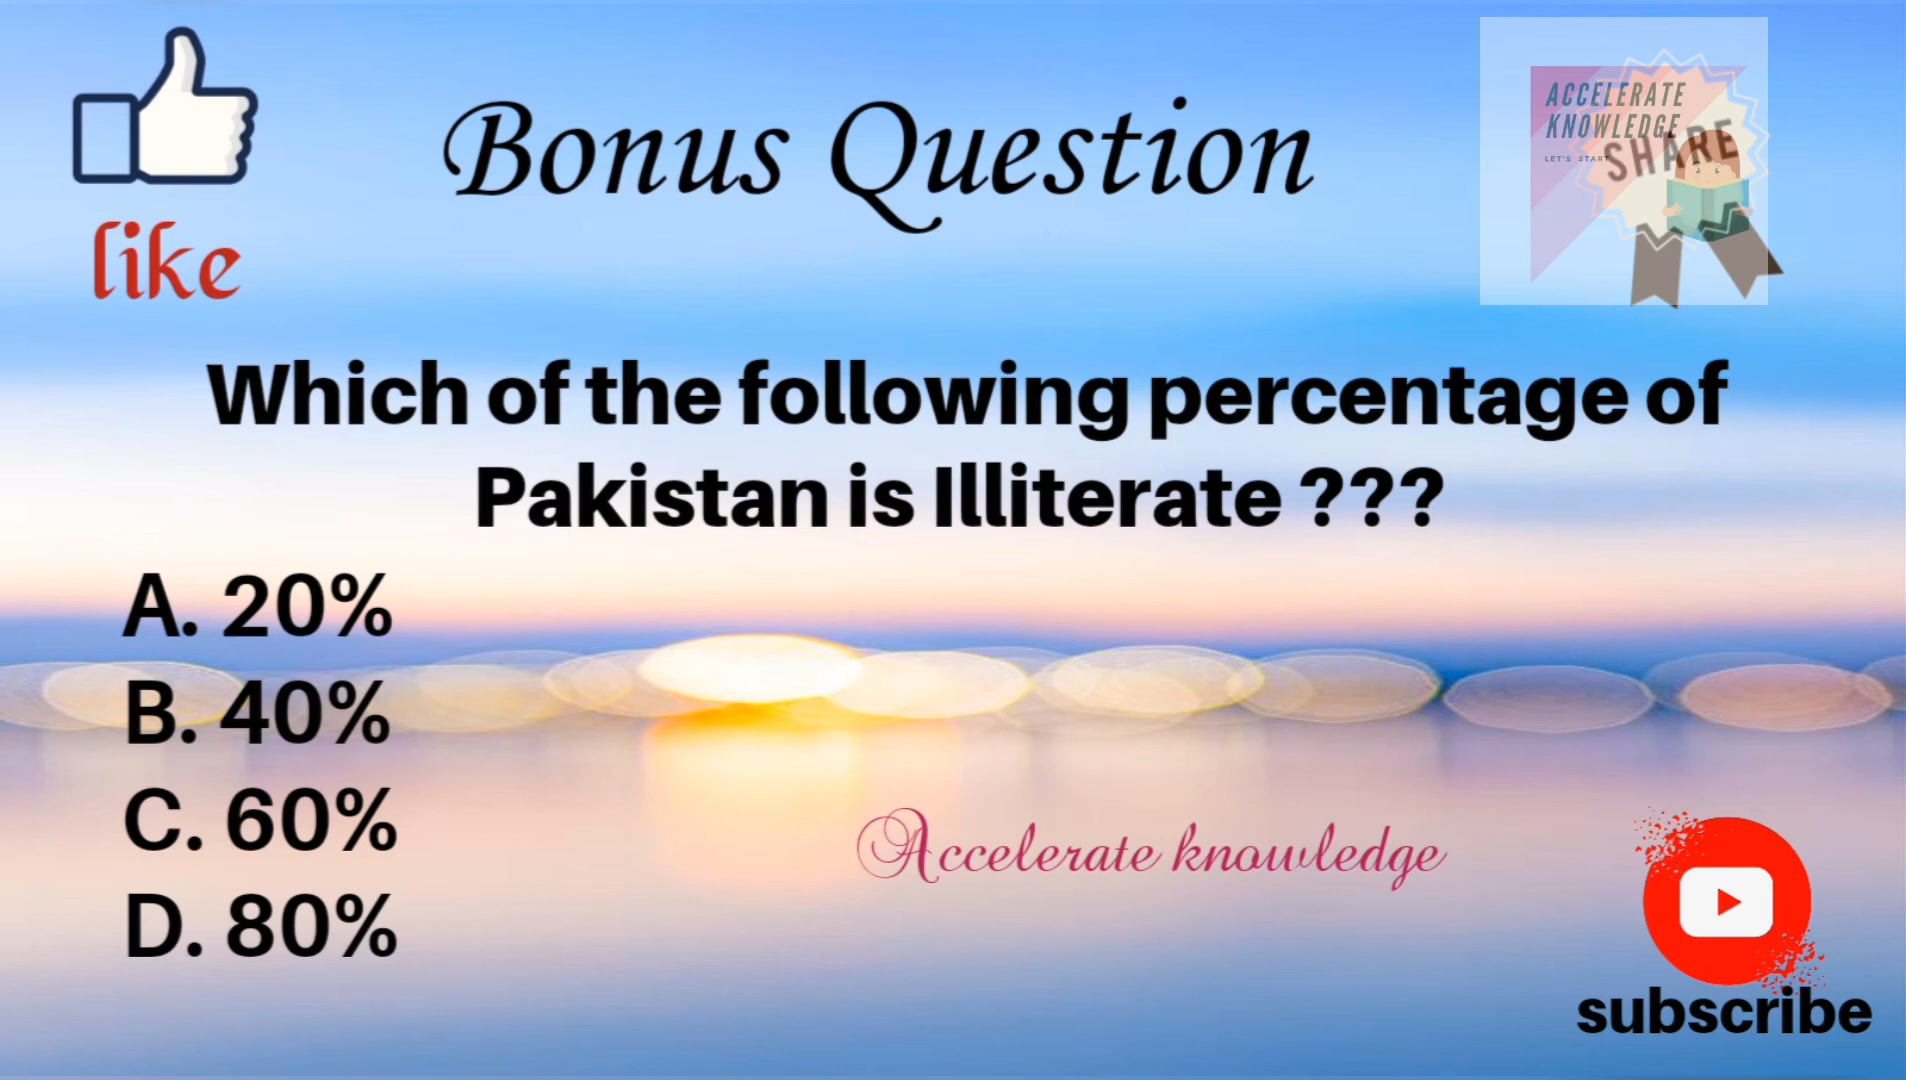 Bonus Question
ACCELERATE
KNOWLEDGE
LET'S START
SHARE
like
Which of the following percentage of
Pakistan is Illiterate ???
A. 20%
B. 40%
C. 60%
D. 80%
Accelerate knowledge
subscribe